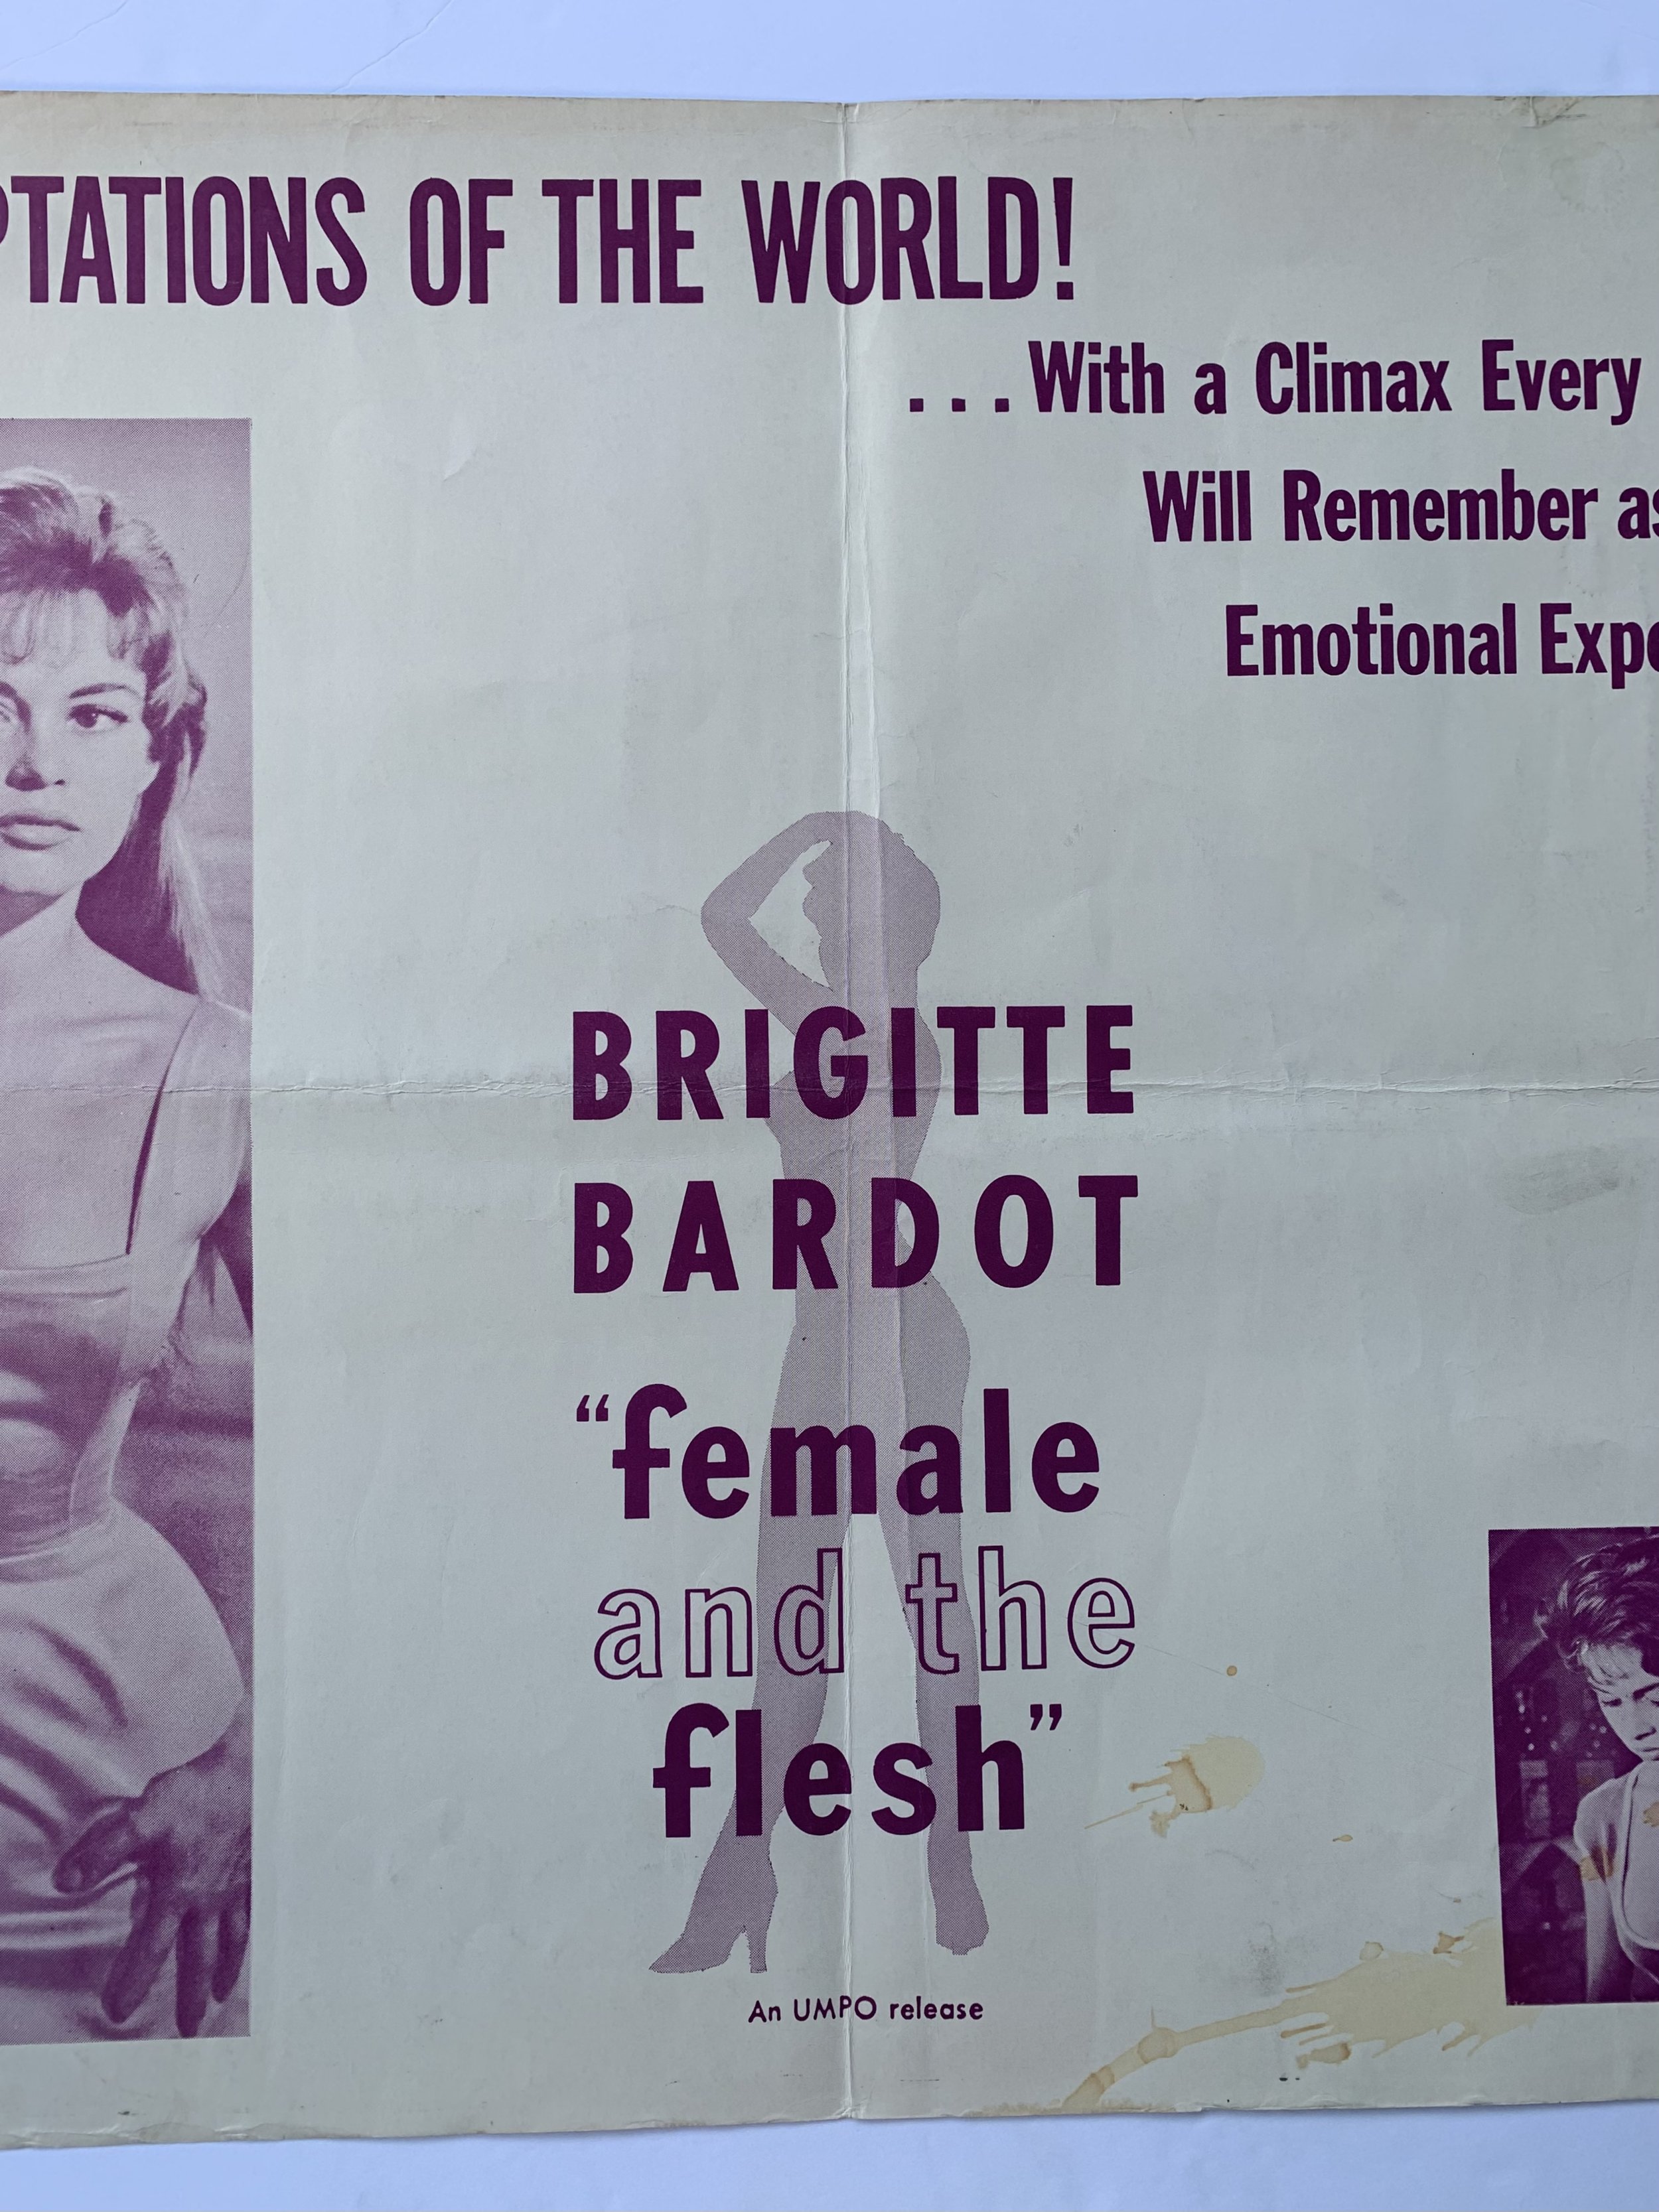 PTATIONS OF THE WORLD!
...With a Climax Every
Will Remember as
Emotional Expe
BRIGITTE
BARDOT
“female
and the
flesh”
An UMPO release